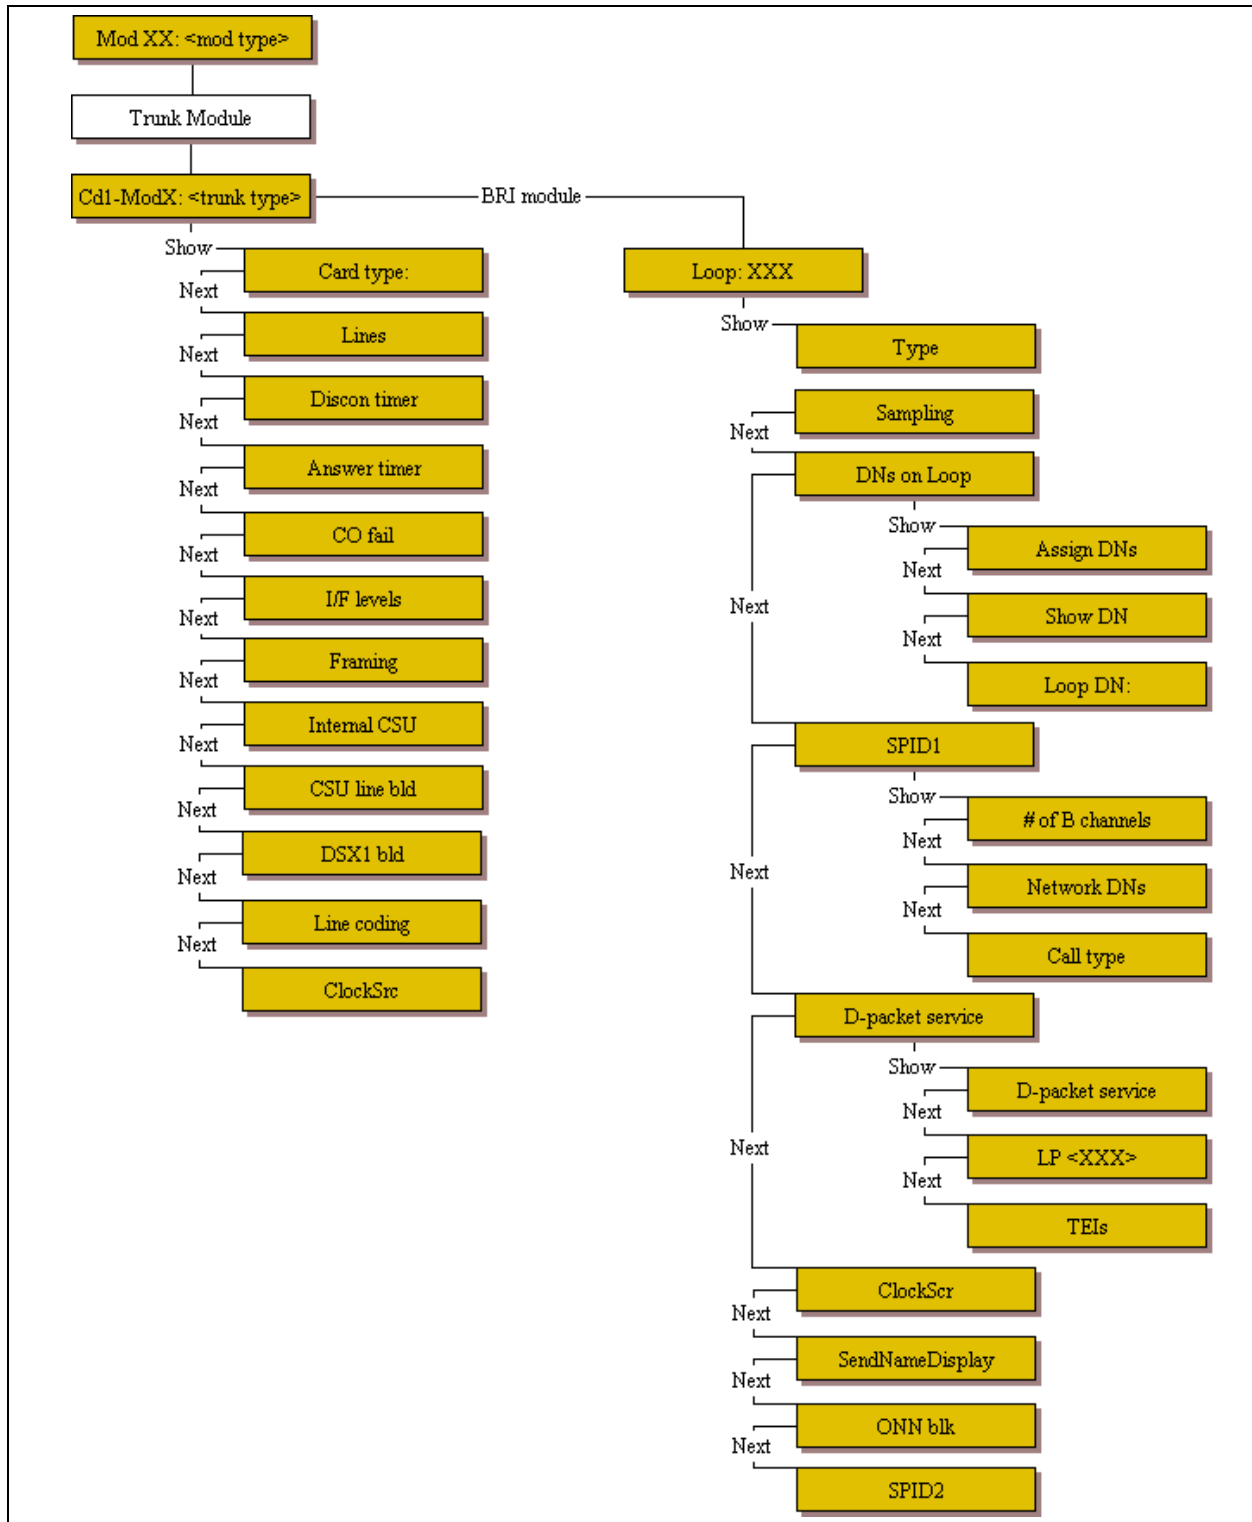 Mod XX: <mod type>
Trunk Module
Cd1-ModX: <trunk type>
BRI module
Show
Card type:
Next
Lines
Next
Discon timer
Next
Answer timer
Next
CO fail
Next
I/F levels
Next
Framing
Next
Internal CSU
Next
CSU line bld
Next
DSX1 bld
Next
Line coding
Next
ClockSrc
Loop: XXX
Show
Type
Sampling
Next
DNs on Loop
Show
Assign DNs
Next
Show DN
Next
Loop DN:
Next
SPID1
Show
# of B channels
Next
Network DNs
Next
Call type
Next
D-packet service
Show
D-packet service
Next
LP <XXX>
Next
TEIs
Next
ClockScr
Next
SendNameDisplay
Next
ONN blk
Next
SPID2